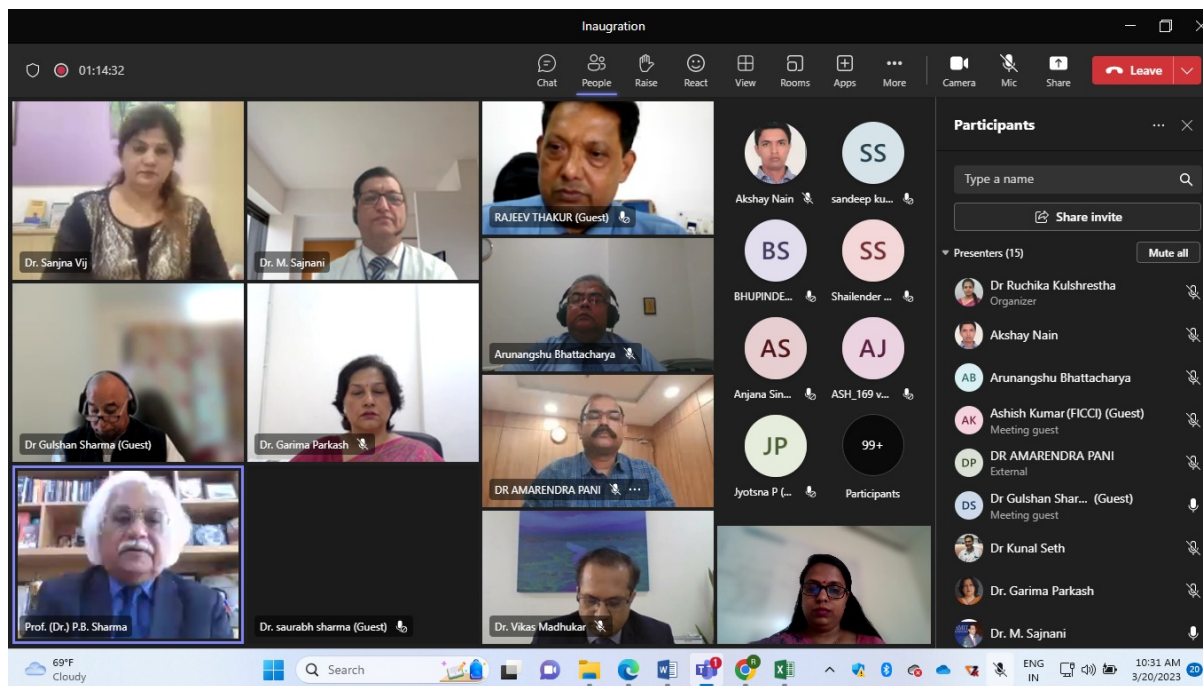 Inaugration
01:14:32
Chat
People
Raise
React
View
Rooms
Apps
More
Camera
Mic
Share
Leave
Dr. Sanjna Vij
Dr. M. Sajnani
RAJEEV THAKUR (Guest)
Arunangshu Bhattacharya
Dr Gulshan Sharma (Guest)
Dr. Garima Parkash
DR AMARENDRA PANI
Prof. (Dr.) P.B. Sharma
Dr. saurabh sharma (Guest)
Dr. Vikas Madhukar
Akshay Nain
SS
sandeep ku...
BS
BHUPINDE...
SS
Shailender ...
AS
Anjana Sin...
AJ
ASH_169 v...
JP
Jyotsna P (...
99+
Participants
Participants
Type a name
Share invite
Presenters (15)
Mute all
Dr Ruchika Kulshrestha
Organizer
Akshay Nain
AB
Arunangshu Bhattacharya
AK
Ashish Kumar (FICCI) (Guest)
Meeting guest
DP
DR AMARENDRA PANI
External
DS
Dr Gulshan Shar... (Guest)
Meeting guest
Dr Kunal Seth
Dr. Garima Parkash
Dr. M. Sajnani
69°F
Cloudy
Search
ENG
IN
10:31 AM
3/20/2023
20